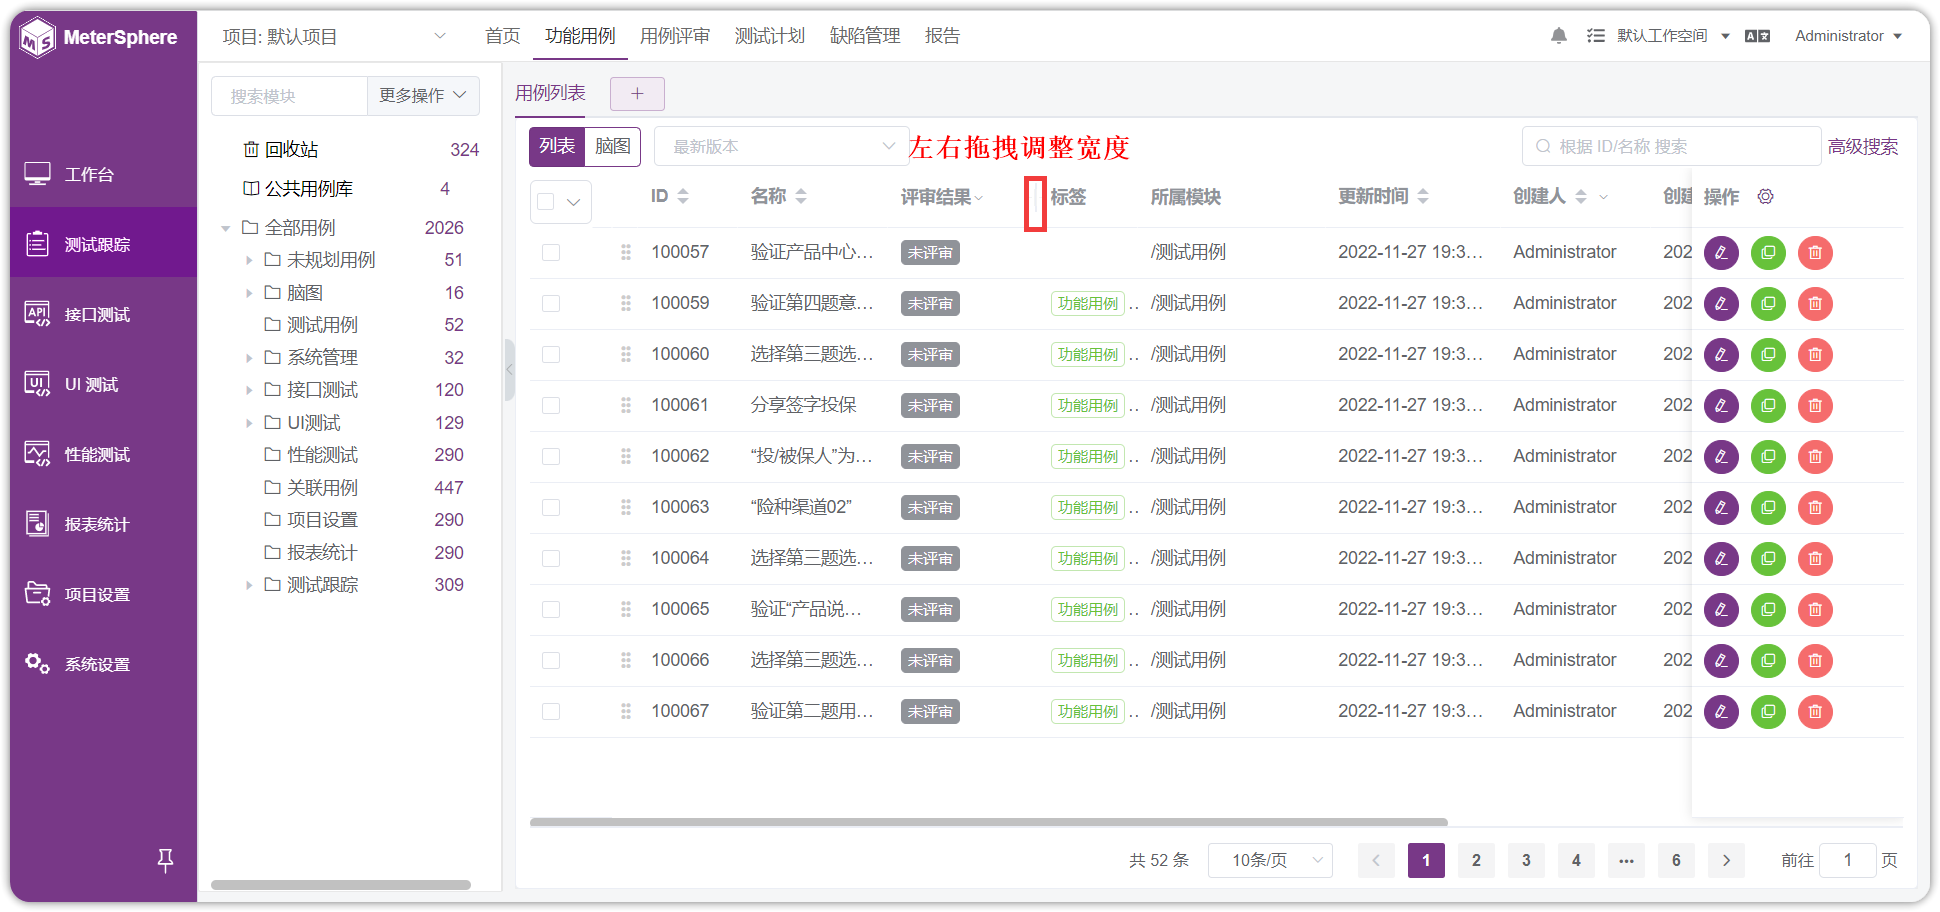 MeterSphere
项目: 默认项目
首页 功能用例 用例评审 测试计划 缺陷管理 报告
默认工作空间
Administrator
工作台
测试跟踪
API 接口测试
UI UI 测试
性能测试
报表统计
项目设置
系统设置
搜索模块 更多操作
回收站 324
公共用例库 4
全部用例 2026
未规划用例 51
脑图 16
测试用例 52
系统管理 32
接口测试 120
UI测试 129
性能测试 290
关联用例 447
项目设置 290
报表统计 290
测试跟踪 309
用例列表 +
列表 脑图 最新版本 左右拖拽调整宽度 根据 ID/名称 搜索 高级搜索
ID 名称 评审结果 标签 所属模块 更新时间 创建人 创建 操作
100057 验证产品中心... 未评审 /测试用例 2022-11-27 19:3... Administrator 202
100059 验证第四题意... 未评审 功能用例 .. /测试用例 2022-11-27 19:3... Administrator 202
100060 选择第三题选... 未评审 功能用例 .. /测试用例 2022-11-27 19:3... Administrator 202
100061 分享签字投保 未评审 功能用例 .. /测试用例 2022-11-27 19:3... Administrator 202
100062 “投/被保人”为... 未评审 功能用例 .. /测试用例 2022-11-27 19:3... Administrator 202
100063 “险种渠道02” 未评审 功能用例 .. /测试用例 2022-11-27 19:3... Administrator 202
100064 选择第三题选... 未评审 功能用例 .. /测试用例 2022-11-27 19:3... Administrator 202
100065 验证“产品说... 未评审 功能用例 .. /测试用例 2022-11-27 19:3... Administrator 202
100066 选择第三题选... 未评审 功能用例 .. /测试用例 2022-11-27 19:3... Administrator 202
100067 验证第二题用... 未评审 功能用例 .. /测试用例 2022-11-27 19:3... Administrator 202
共 52 条 10条/页 1 2 3 4 ... 6 前往 1 页